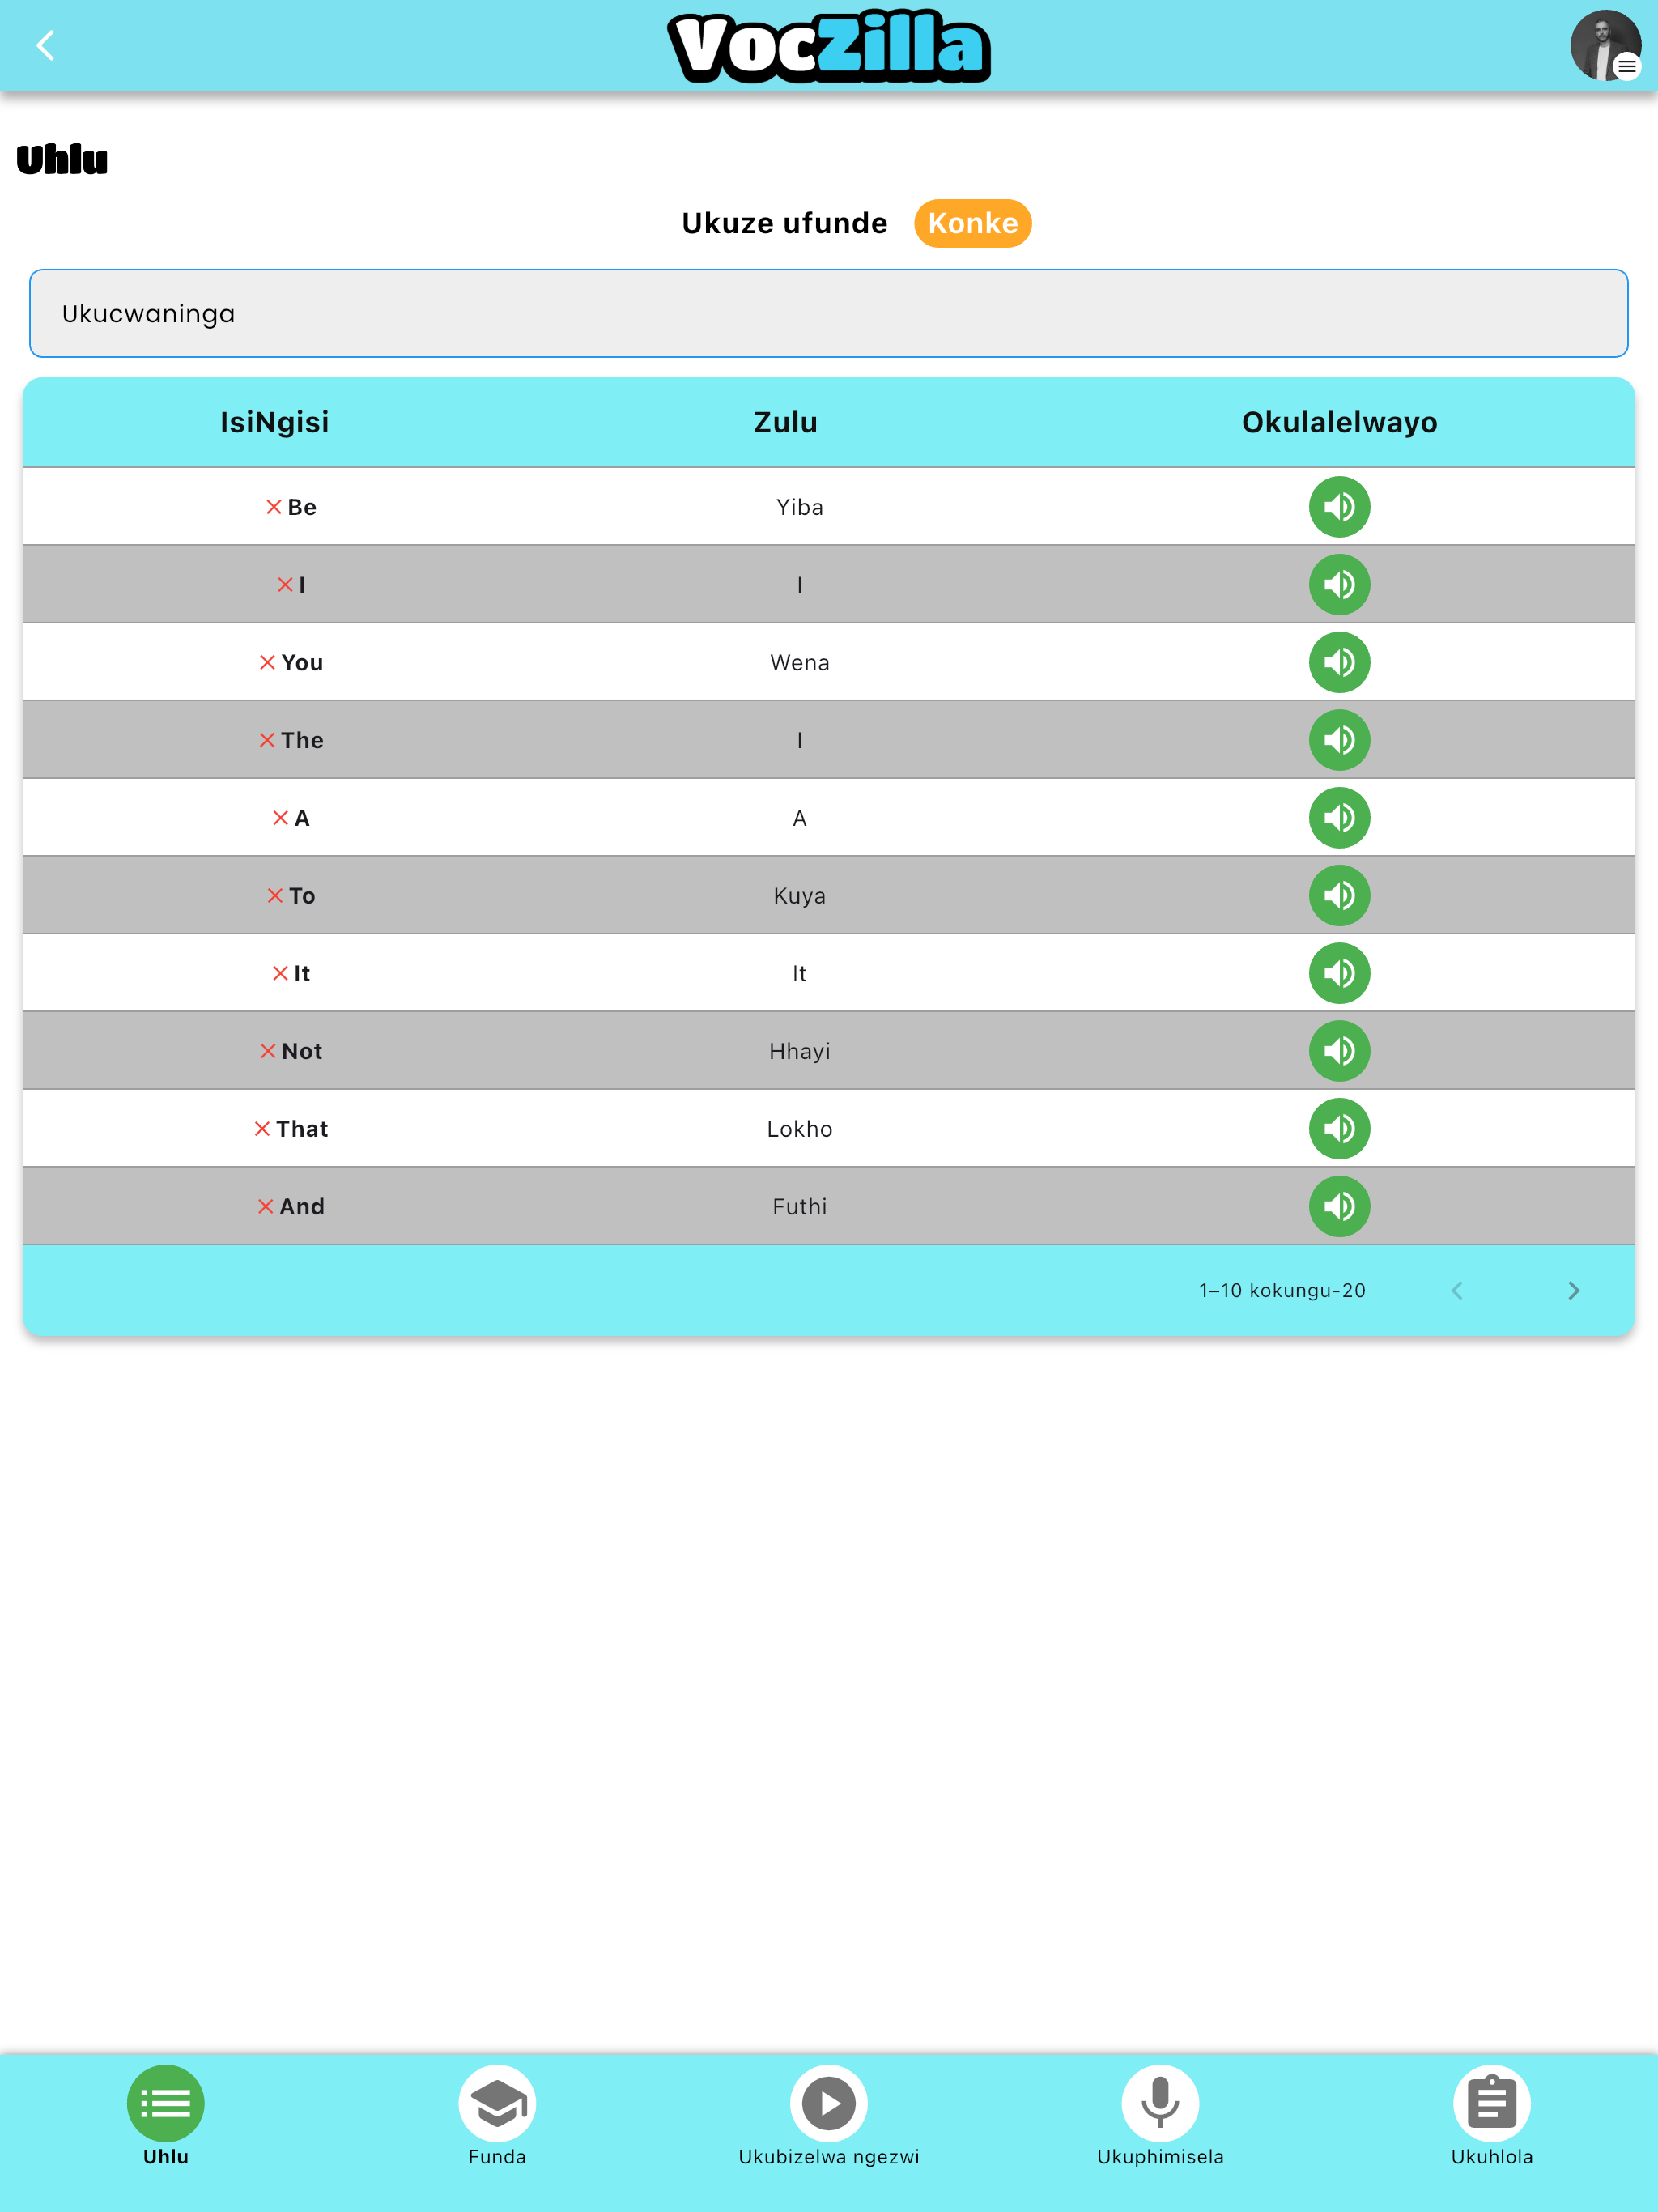 VocZilla
Uhlu
Ukuze ufunde Konke
Ukucwaninga
IsiNgisi Zulu Okulalelwayo
Be Yiba
I I
You Wena
The I
A A
To Kuya
It It
Not Hhayi
That Lokho
And Futhi
1–10 kokungu-20
Uhlu Funda Ukubizelwa ngezwi Ukuphimisela Ukuhlola